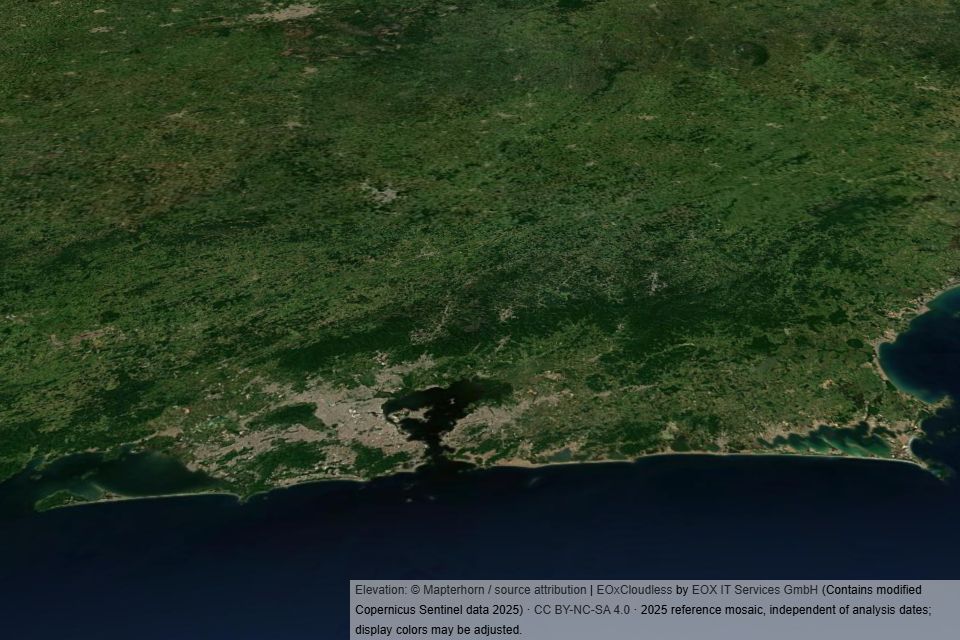 Elevation: © Mapterhorn / source attribution | EOxCloudless by EOX IT Services GmbH (Contains modified
Copernicus Sentinel data 2025) · CC BY-NC-SA 4.0 · 2025 reference mosaic, independent of analysis dates;
display colors may be adjusted.